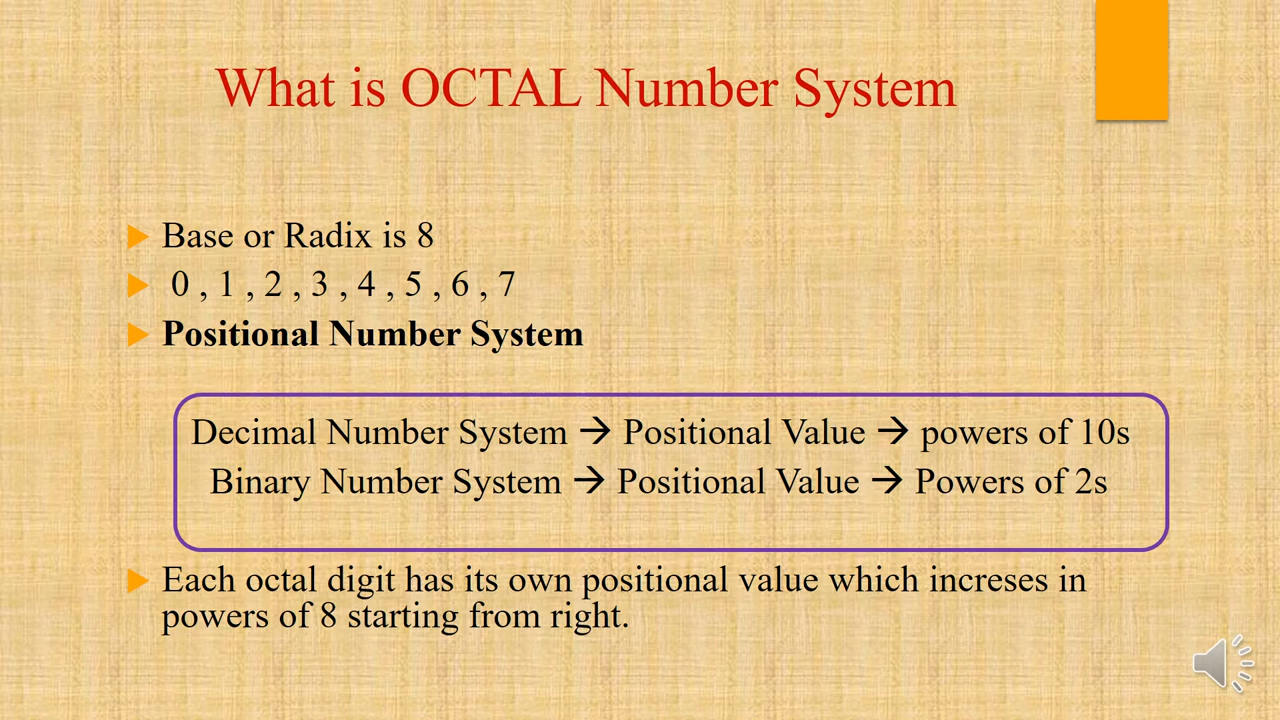 What is OCTAL Number System
Base or Radix is 8
0 , 1 , 2 , 3 , 4 , 5 , 6 , 7
Positional Number System
Decimal Number System → Positional Value → powers of 10s
Binary Number System → Positional Value → Powers of 2s
Each octal digit has its own positional value which increses in
powers of 8 starting from right.